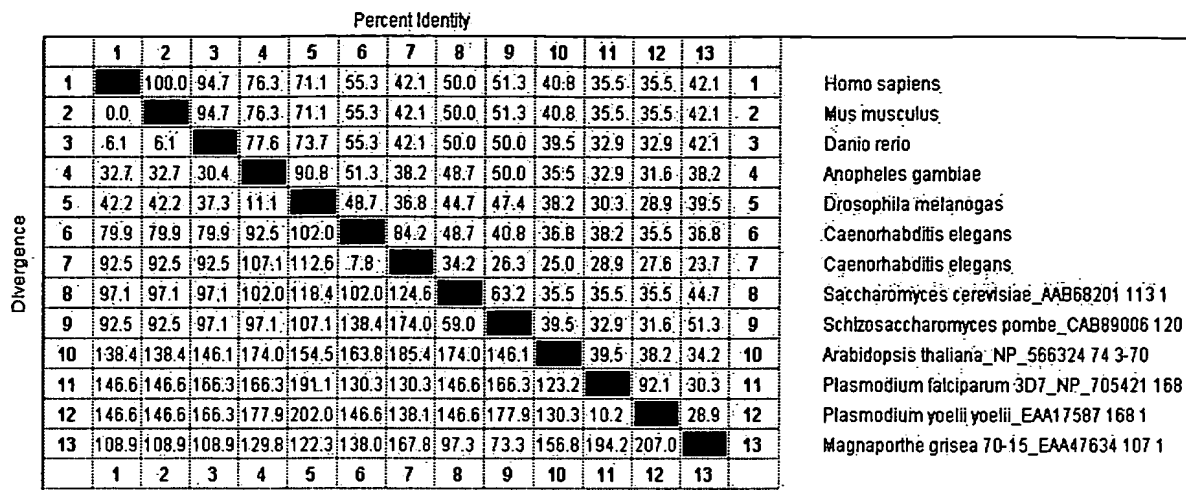 Percent Identity
1 2 3 4 5 6 7 8 9 10 11 12 13
1 100.0 94.7 76.3 71.1 55.3 42.1 50.0 51.3 40.8 35.5 35.5 42.1 1 Homo sapiens
2 0.0 94.7 76.3 71.1 55.3 42.1 50.0 51.3 40.8 35.5 35.5 42.1 2 Mus musculus
3 6.1 6.1 77.6 73.7 55.3 42.1 50.0 50.0 39.5 32.9 32.9 42.1 3 Danio rerio
4 32.7 32.7 30.4 90.8 51.3 38.2 48.7 50.0 35.5 32.9 31.6 38.2 4 Anopheles gambiae
5 42.2 42.2 37.3 11.1 48.7 36.8 44.7 47.4 38.2 30.3 28.9 39.5 5 Drosophila melanogas
6 79.9 79.9 79.9 92.5 102.0 84.2 48.7 40.8 36.8 38.2 35.5 36.8 6 Caenorhabditis elegans
7 92.5 92.5 92.5 107.1 112.6 7.8 34.2 26.3 25.0 28.9 27.6 23.7 7 Caenorhabditis elegans
8 97.1 97.1 97.1 102.0 118.4 102.0 124.6 63.2 35.5 35.5 35.5 44.7 8 Saccharomyces cerevisiae_AAB68201 113 1
9 92.5 92.5 97.1 97.1 107.1 138.4 174.0 59.0 39.5 32.9 31.6 51.3 9 Schizosaccharomyces pombe_CAB89006 120
10 138.4 138.4 146.1 174.0 154.5 163.8 185.4 174.0 146.1 39.5 38.2 34.2 10 Arabidopsis thaliana_NP_566324 74 3-70
11 146.6 146.6 166.3 166.3 191.1 130.3 130.3 146.6 166.3 123.2 92.1 30.3 11 Plasmodium falciparum 3D7_NP_705421 168
12 146.6 146.6 166.3 177.9 202.0 146.6 138.1 146.6 177.9 130.3 10.2 28.9 12 Plasmodium yoelii yoelii_EAA17587 168 1
13 108.9 108.9 108.9 129.8 122.3 138.0 167.8 97.3 73.3 156.8 194.2 207.0 13 Magnaporthe grisea 70-15_EAA47634 107 1
1 2 3 4 5 6 7 8 9 10 11 12 13
Divergence